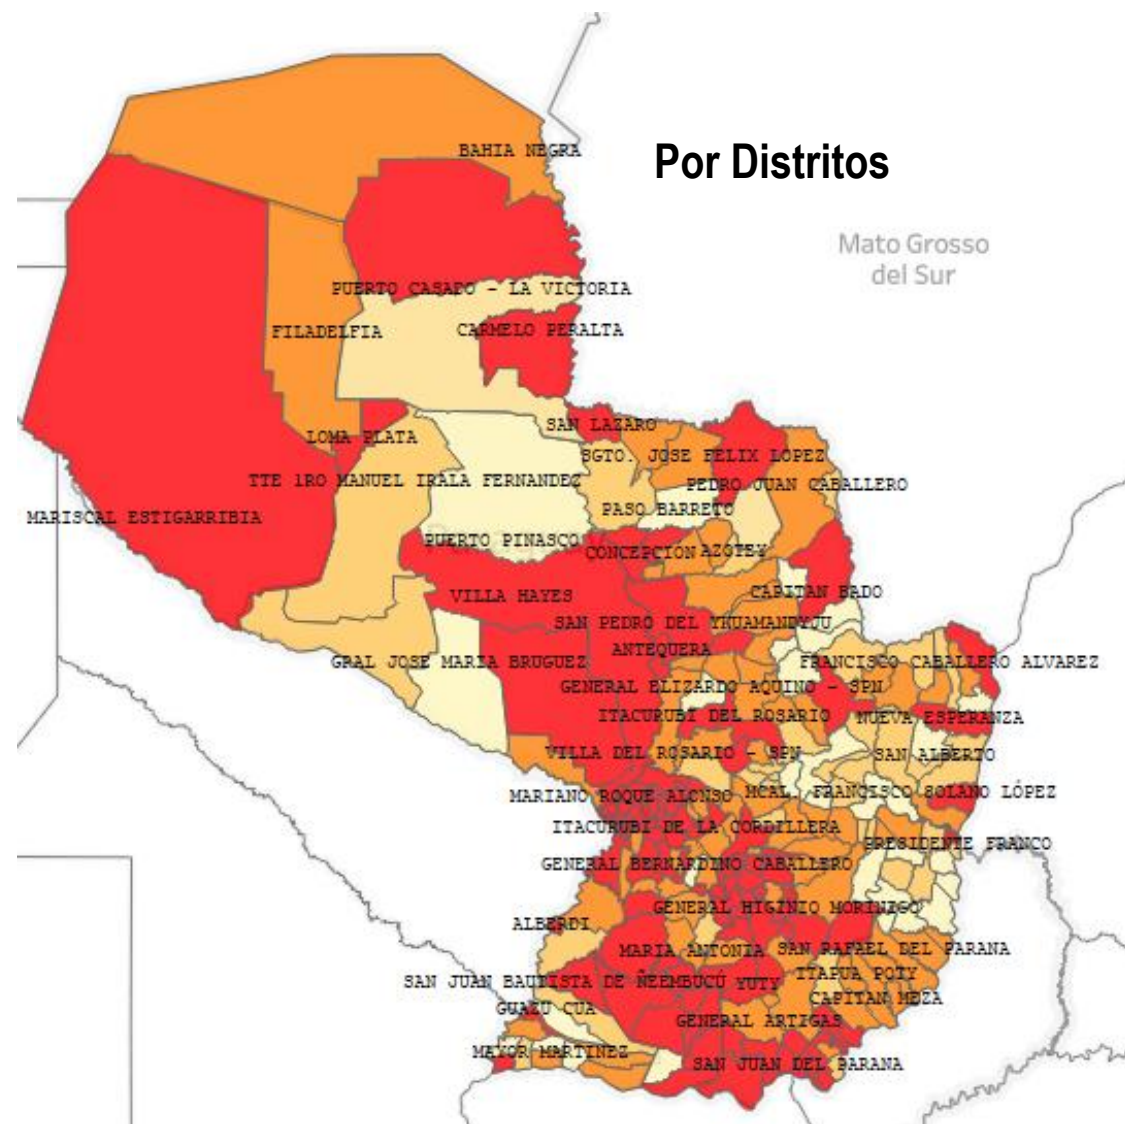 BAHIA NEGRA
Por Distritos
Mato Grosso
del Sur
PUERTO CASADO - LA VICTORIA
FILADELFIA
CARMELO PERALTA
SAN LAZARO
LOMA PLATA
SGTO. JOSE FELIX LOPEZ
TTE 1RO MANUEL IRALA FERNANDEZ
PEDRO JUAN CABALLERO
PASO BARRETO
MARISCAL ESTIGARRIBIA
PUERTO PINASCO
CONCEPCION
AZOTEY
CAPITAN BADO
VILLA HAYES
SAN PEDRO DEL YKUAMANDYJU
ANTEQUERA
GRAL JOSE MARIA BRUGUEZ
FRANCISCO CABALLERO ALVAREZ
GENERAL ELIZARDO AQUINO - SPN
ITACURUBI DEL ROSARIO
NUEVA ESPERANZA
VILLA DEL ROSARIO - SPN
SAN ALBERTO
MARIANO ROQUE ALONSO
MCAL. FRANCISCO SOLANO LÓPEZ
ITACURUBI DE LA CORDILLERA
PRESIDENTE FRANCO
GENERAL BERNARDINO CABALLERO
GENERAL HIGINIO MORINIGO
ALBERDI
MARIA ANTONIA
SAN RAFAEL DEL PARANA
SAN JUAN BAUTISTA DE ÑEEMBUCÚ
YUTY
ITAPUA POTY
CAPITAN MEZA
GUAZU CUA
GENERAL ARTIGAS
MAYOR MARTINEZ
SAN JUAN DEL PARANA